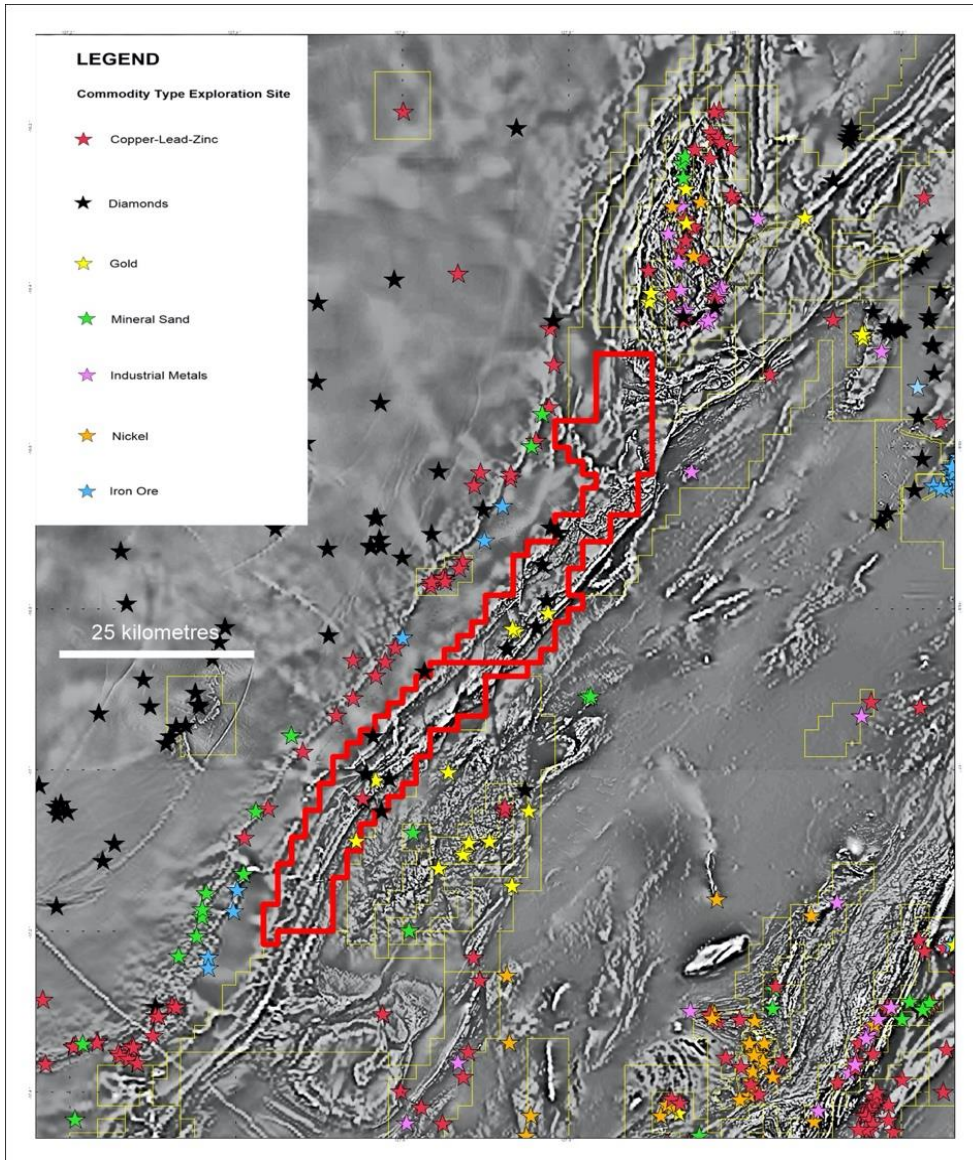 LEGEND
Commodity Type Exploration Site
Copper-Lead-Zinc
Diamonds
Gold
Mineral Sand
Industrial Metals
Nickel
Iron Ore
25 kilometres